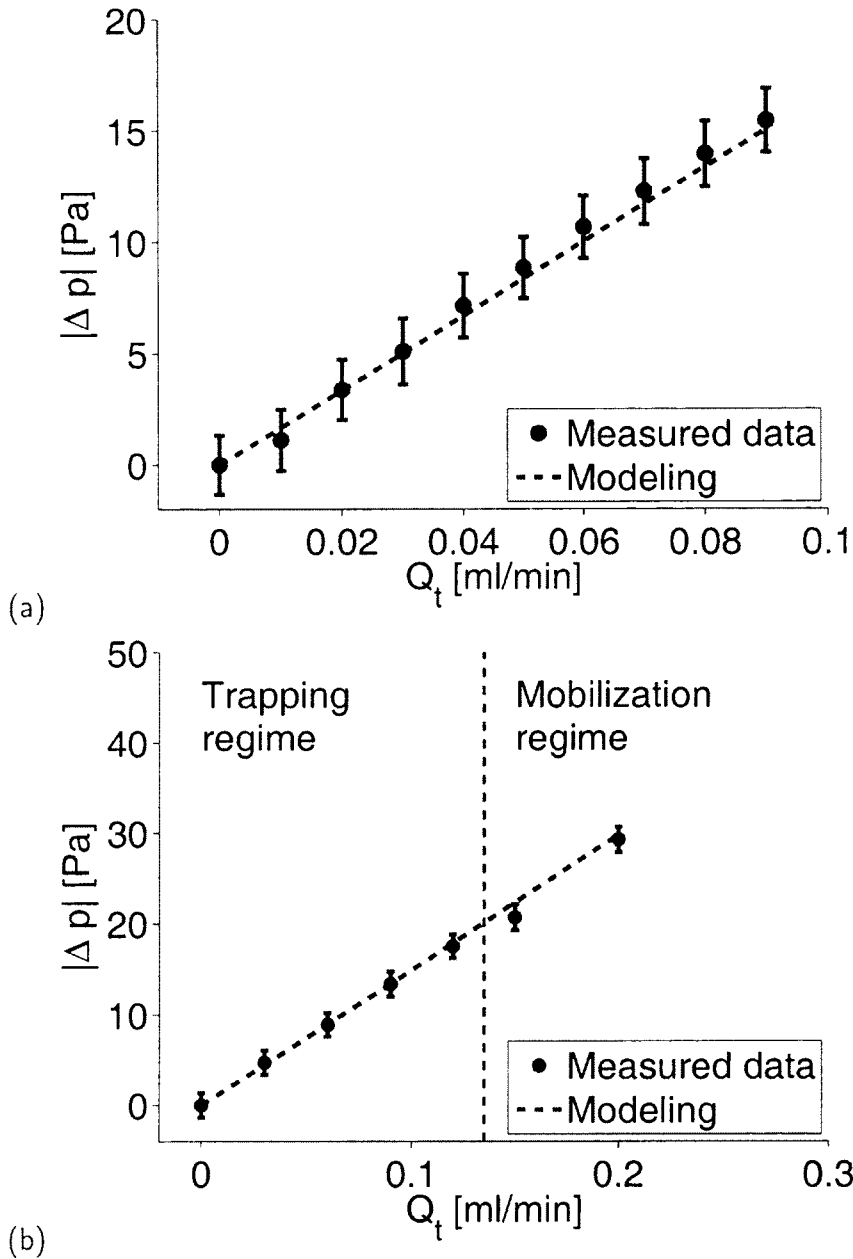 20
15
10
5
0
|Δ p| [Pa]
Measured data
Modeling
0 0.02 0.04 0.06 0.08 0.1
Q_t [ml/min]
(a)
50
40
30
20
10
0
|Δ p| [Pa]
Trapping
regime
Mobilization
regime
Measured data
Modeling
0 0.1 0.2 0.3
Q_t [ml/min]
(b)